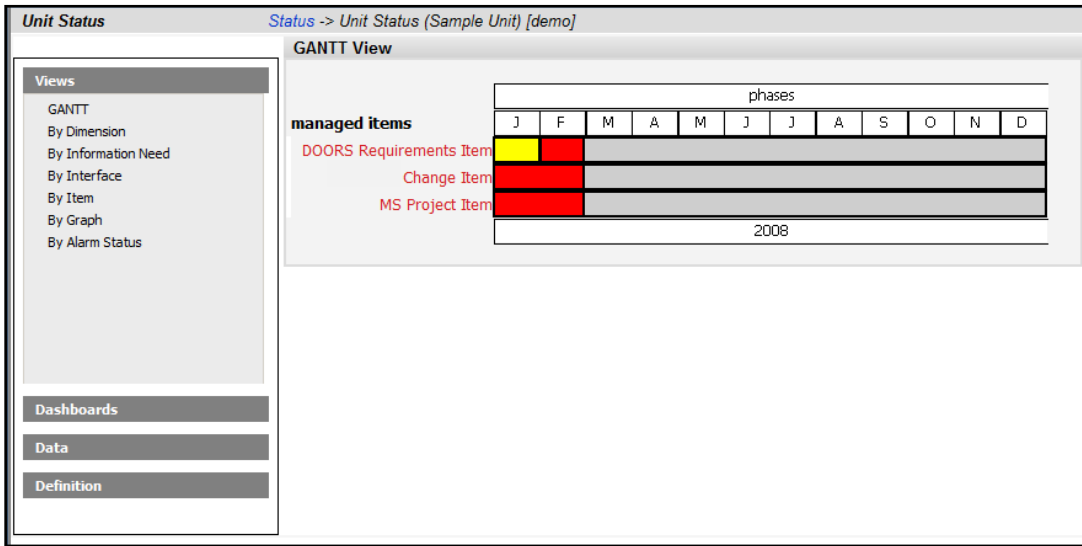 Unit Status
Status -> Unit Status (Sample Unit) [demo]
GANTT View
Views
GANTT
By Dimension
By Information Need
By Interface
By Item
By Graph
By Alarm Status
Dashboards
Data
Definition
phases
managed items J F M A M J J A S O N D
DOORS Requirements Item
Change Item
MS Project Item
2008